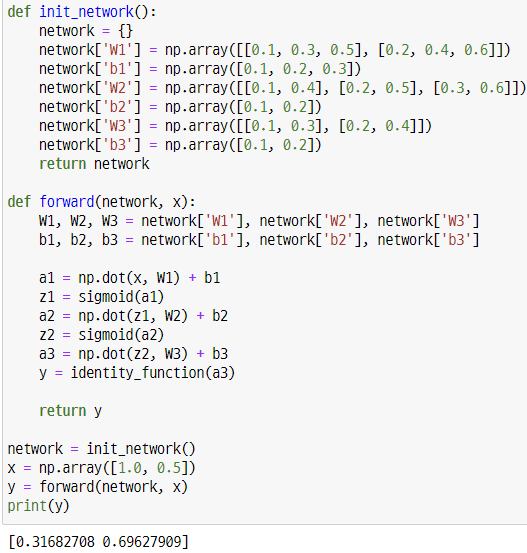 def init_network():
    network = {}
    network['W1'] = np.array([[0.1, 0.3, 0.5], [0.2, 0.4, 0.6]])
    network['b1'] = np.array([0.1, 0.2, 0.3])
    network['W2'] = np.array([[0.1, 0.4], [0.2, 0.5], [0.3, 0.6]])
    network['b2'] = np.array([0.1, 0.2])
    network['W3'] = np.array([[0.1, 0.3], [0.2, 0.4]])
    network['b3'] = np.array([0.1, 0.2])
    return network

def forward(network, x):
    W1, W2, W3 = network['W1'], network['W2'], network['W3']
    b1, b2, b3 = network['b1'], network['b2'], network['b3']

    a1 = np.dot(x, W1) + b1
    z1 = sigmoid(a1)
    a2 = np.dot(z1, W2) + b2
    z2 = sigmoid(a2)
    a3 = np.dot(z2, W3) + b3
    y = identity_function(a3)

    return y

network = init_network()
x = np.array([1.0, 0.5])
y = forward(network, x)
print(y)

[0.31682708 0.69627909]